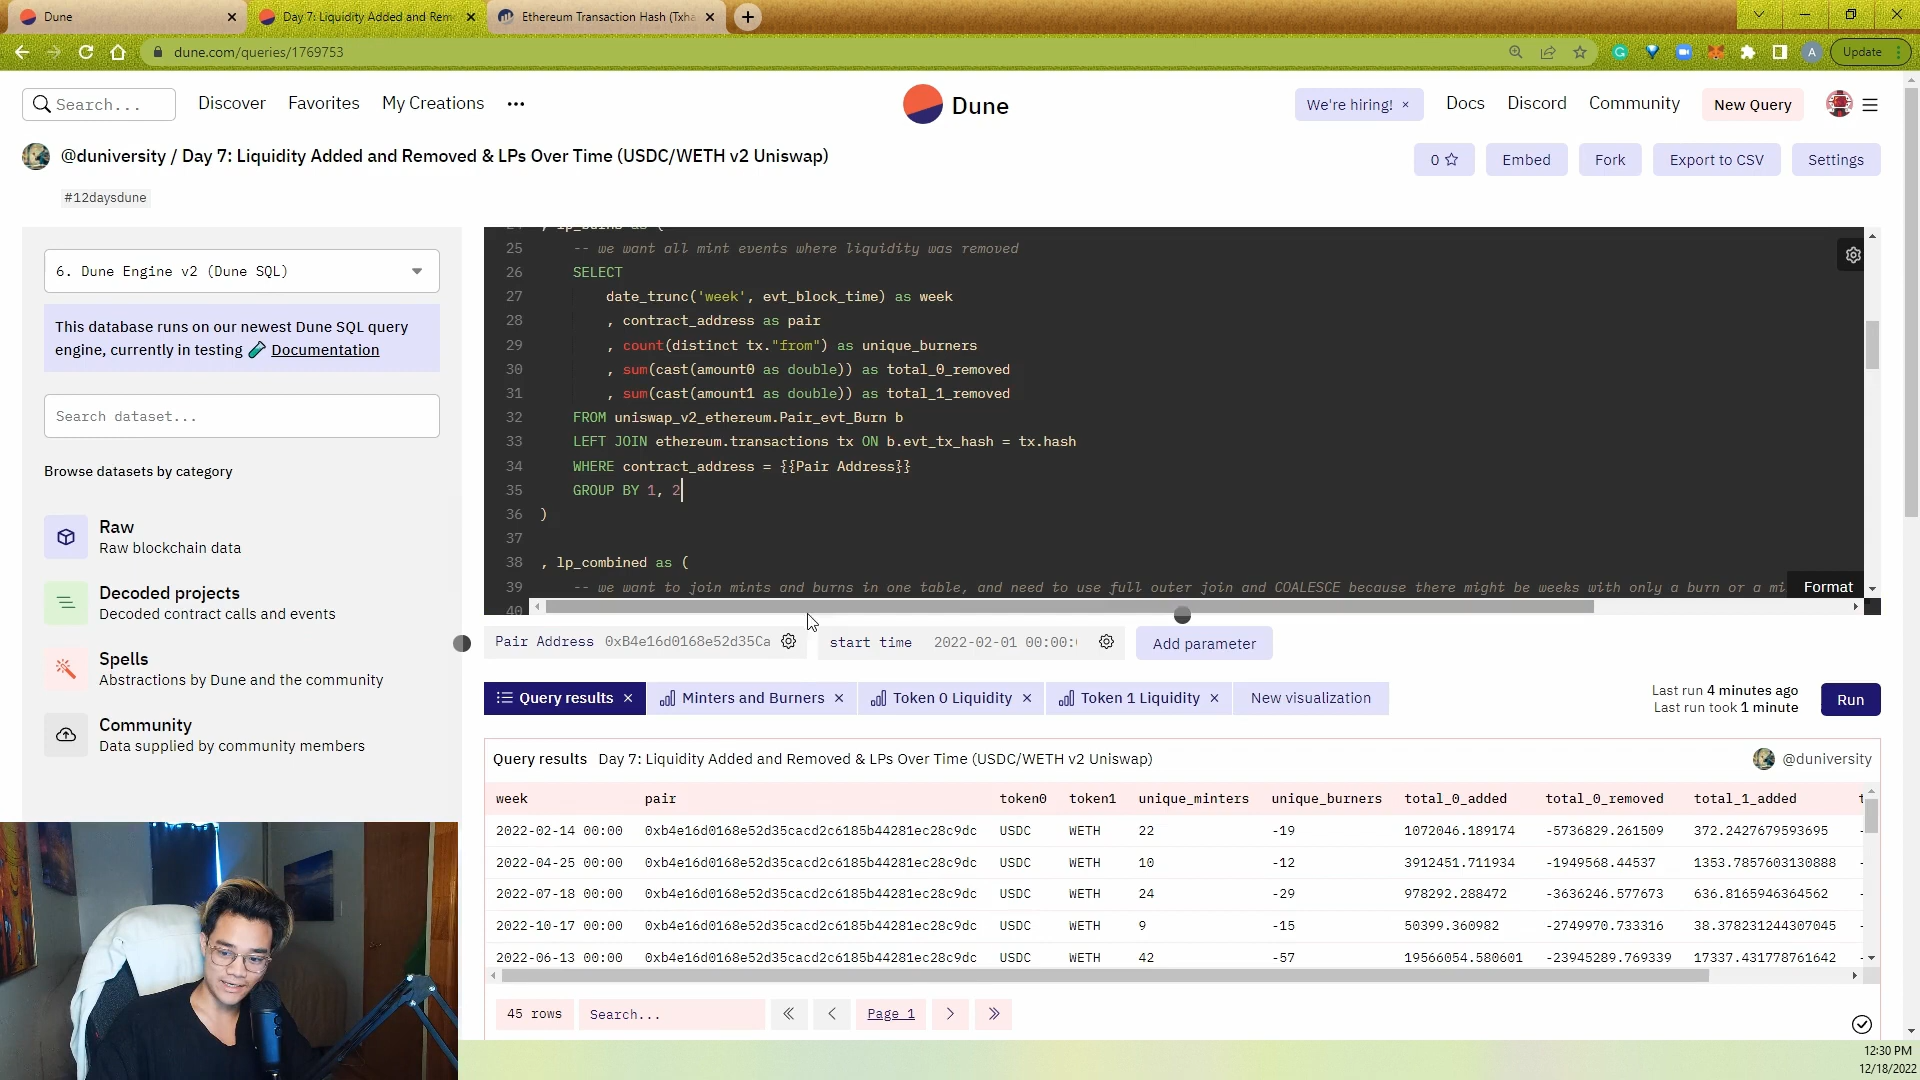 Dune
Day 7: Liquidity Added and Rem
Ethereum Transaction Hash (Txha
dune.com/queries/1769753
A
Update
Search...
Discover
Favorites
My Creations
Dune
We're hiring! ×
Docs
Discord
Community
New Query
@duniversity / Day 7: Liquidity Added and Removed & LPs Over Time (USDC/WETH v2 Uniswap)
0
Embed
Fork
Export to CSV
Settings
#12daysdune
6. Dune Engine v2 (Dune SQL)
This database runs on our newest Dune SQL query
engine, currently in testing Documentation
Search dataset...
Browse datasets by category
Raw
Raw blockchain data
Decoded projects
Decoded contract calls and events
Spells
Abstractions by Dune and the community
Community
Data supplied by community members
24 , lp_burns as (
25 -- we want all mint events where liquidity was removed
26 SELECT
27 date_trunc('week', evt_block_time) as week
28 , contract_address as pair
29 , count(distinct tx."from") as unique_burners
30 , sum(cast(amount0 as double)) as total_0_removed
31 , sum(cast(amount1 as double)) as total_1_removed
32 FROM uniswap_v2_ethereum.Pair_evt_Burn b
33 LEFT JOIN ethereum.transactions tx ON b.evt_tx_hash = tx.hash
34 WHERE contract_address = {{Pair Address}}
35 GROUP BY 1, 2
36 )
37
38 , lp_combined as (
39 -- we want to join mints and burns in one table, and need to use full outer join and COALESCE because there might be weeks with only a burn or a mi
40
Format
Pair Address 0xB4e16d0168e52d35Ca
start time 2022-02-01 00:00:
Add parameter
Query results ×
Minters and Burners ×
Token 0 Liquidity ×
Token 1 Liquidity ×
New visualization
Last run 4 minutes ago
Last run took 1 minute
Run
Query results Day 7: Liquidity Added and Removed & LPs Over Time (USDC/WETH v2 Uniswap)
@duniversity
week pair token0 token1 unique_minters unique_burners total_0_added total_0_removed total_1_added t
2022-02-14 00:00 0xb4e16d0168e52d35cacd2c6185b44281ec28c9dc USDC WETH 22 -19 1072046.189174 -5736829.261509 372.2427679593695 -
2022-04-25 00:00 0xb4e16d0168e52d35cacd2c6185b44281ec28c9dc USDC WETH 10 -12 3912451.711934 -1949568.44537 1353.7857603130888 -
2022-07-18 00:00 0xb4e16d0168e52d35cacd2c6185b44281ec28c9dc USDC WETH 24 -29 978292.288472 -3636246.577673 636.8165946364562 -
2022-10-17 00:00 0xb4e16d0168e52d35cacd2c6185b44281ec28c9dc USDC WETH 9 -15 50399.360982 -2749970.733316 38.378231244307045 -
2022-06-13 00:00 0xb4e16d0168e52d35cacd2c6185b44281ec28c9dc USDC WETH 42 -57 19566054.580601 -23945289.769339 17337.431778761642 -
45 rows
Search...
Page 1
12:30 PM
12/18/2022